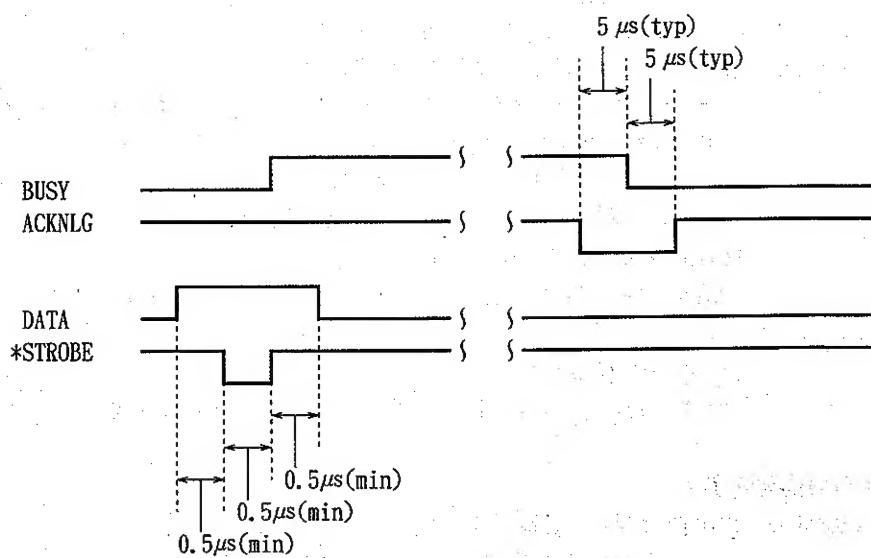 5 μs(typ)
5 μs(typ)
BUSY
ACKNLG
DATA
*STROBE
0.5μs(min)
0.5μs(min)
0.5μs(min)